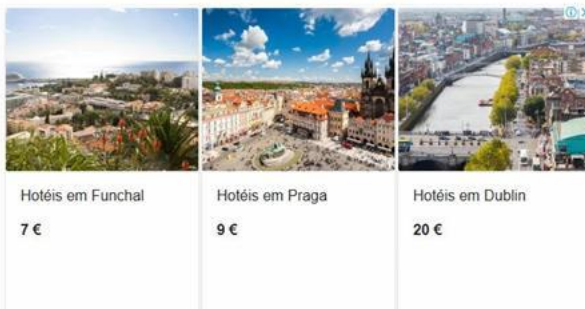 Hotéis em Funchal
7 €
Hotéis em Praga
9 €
Hotéis em Dublin
20 €